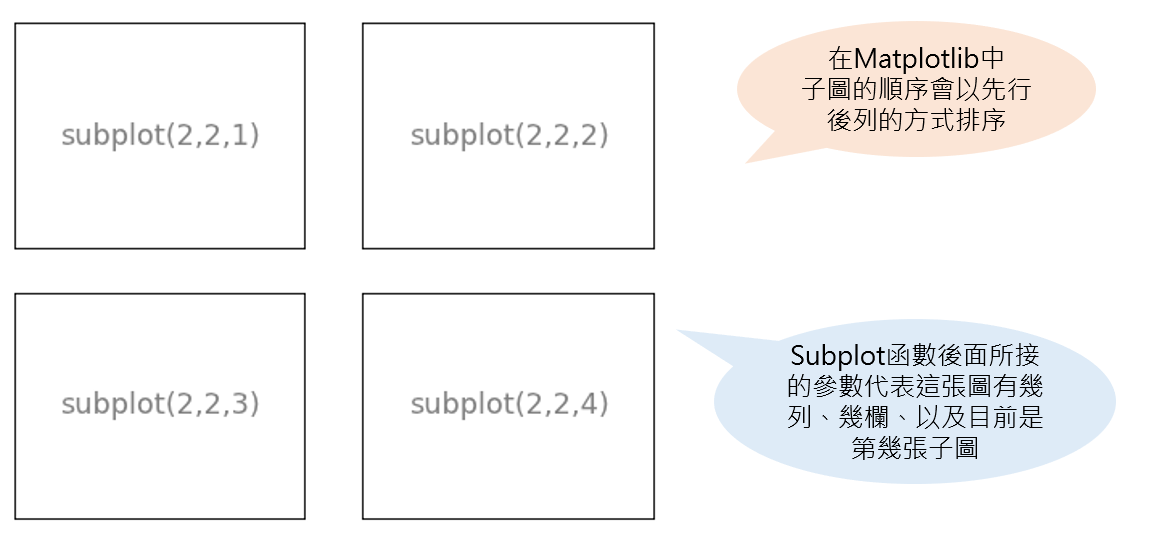 subplot(2,2,1)
subplot(2,2,2)
在Matplotlib中
子圖的順序會以先行
後列的方式排序
subplot(2,2,3)
subplot(2,2,4)
Subplot函數後面所接
的參數代表這張圖有幾
列、幾欄、以及目前是
第幾張子圖